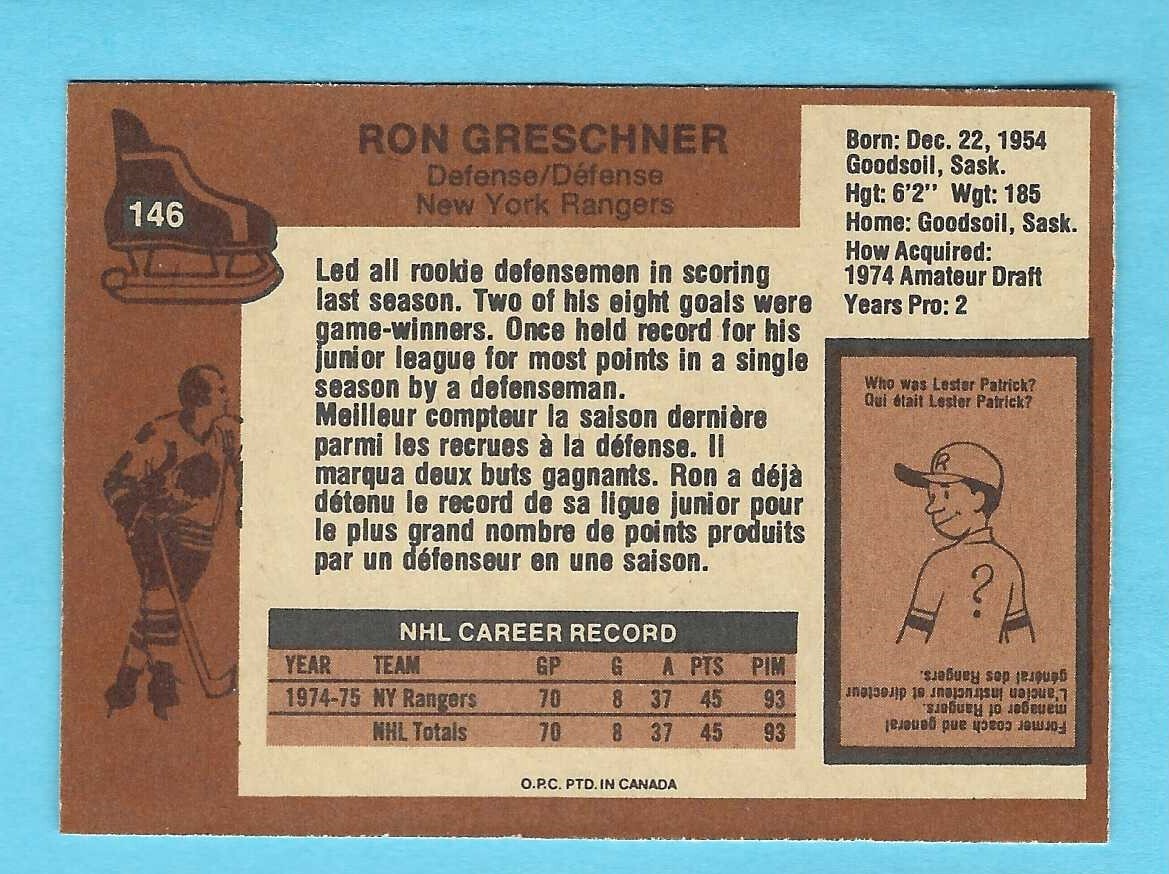 146
RON GRESCHNER
Defense/Défense
New York Rangers
Born: Dec. 22, 1954
Goodsoil, Sask.
Hgt: 6'2" Wgt: 185
Home: Goodsoil, Sask.
How Acquired:
1974 Amateur Draft
Years Pro: 2
Led all rookie defensemen in scoring
last season. Two of his eight goals were
game-winners. Once held record for his
junior league for most points in a single
season by a defenseman.
Meilleur compteur la saison dernière
parmi les recrues à la défense. Il
marqua deux buts gagnants. Ron a déjà
détenu le record de sa ligue junior pour
le plus grand nombre de points produits
par un défenseur en une saison.
Who was Lester Patrick?
Qui était Lester Patrick?
R
?
Former coach and general
manager of Rangers.
L'ancien instructeur et directeur
général des Rangers.
NHL CAREER RECORD
YEAR TEAM GP G A PTS PIM
1974-75 NY Rangers 70 8 37 45 93
NHL Totals 70 8 37 45 93
O.P.C. PTD. IN CANADA